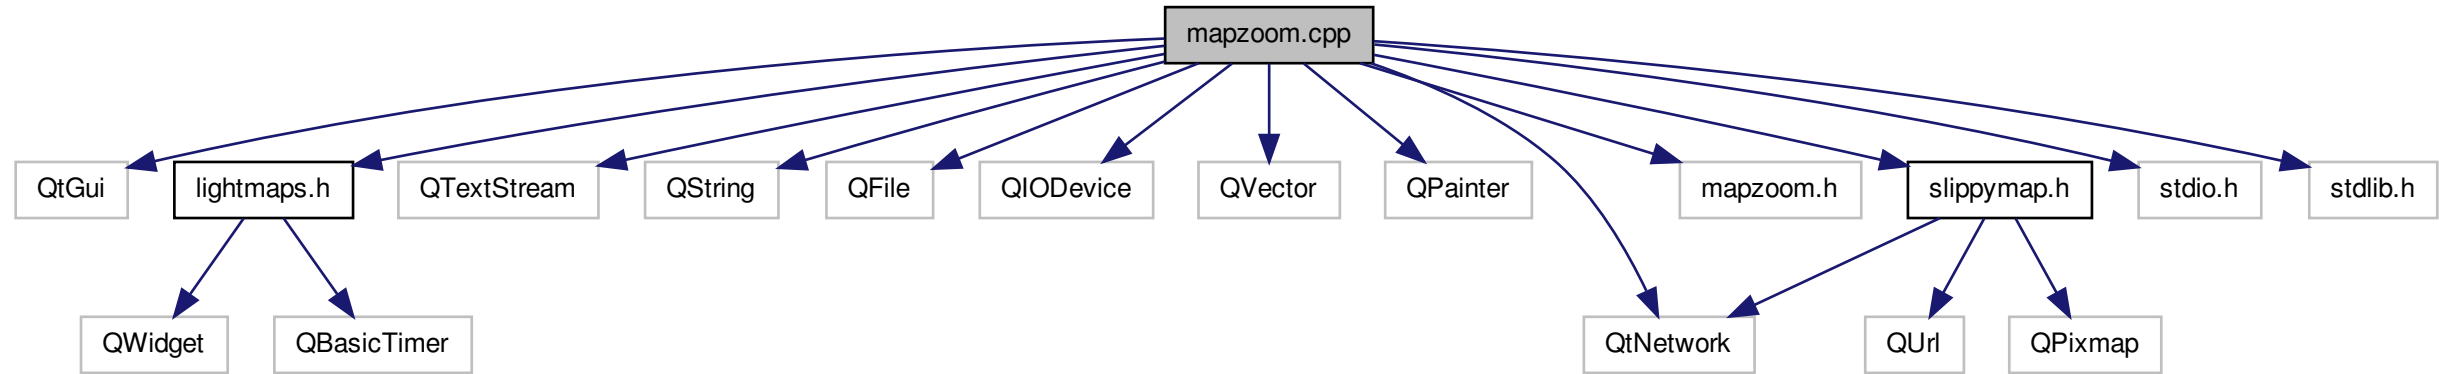 mapzoom.cpp
QtGui
lightmaps.h
QTextStream
QString
QFile
QIODevice
QVector
QPainter
mapzoom.h
slippymap.h
stdio.h
stdlib.h
QWidget
QBasicTimer
QtNetwork
QUrl
QPixmap